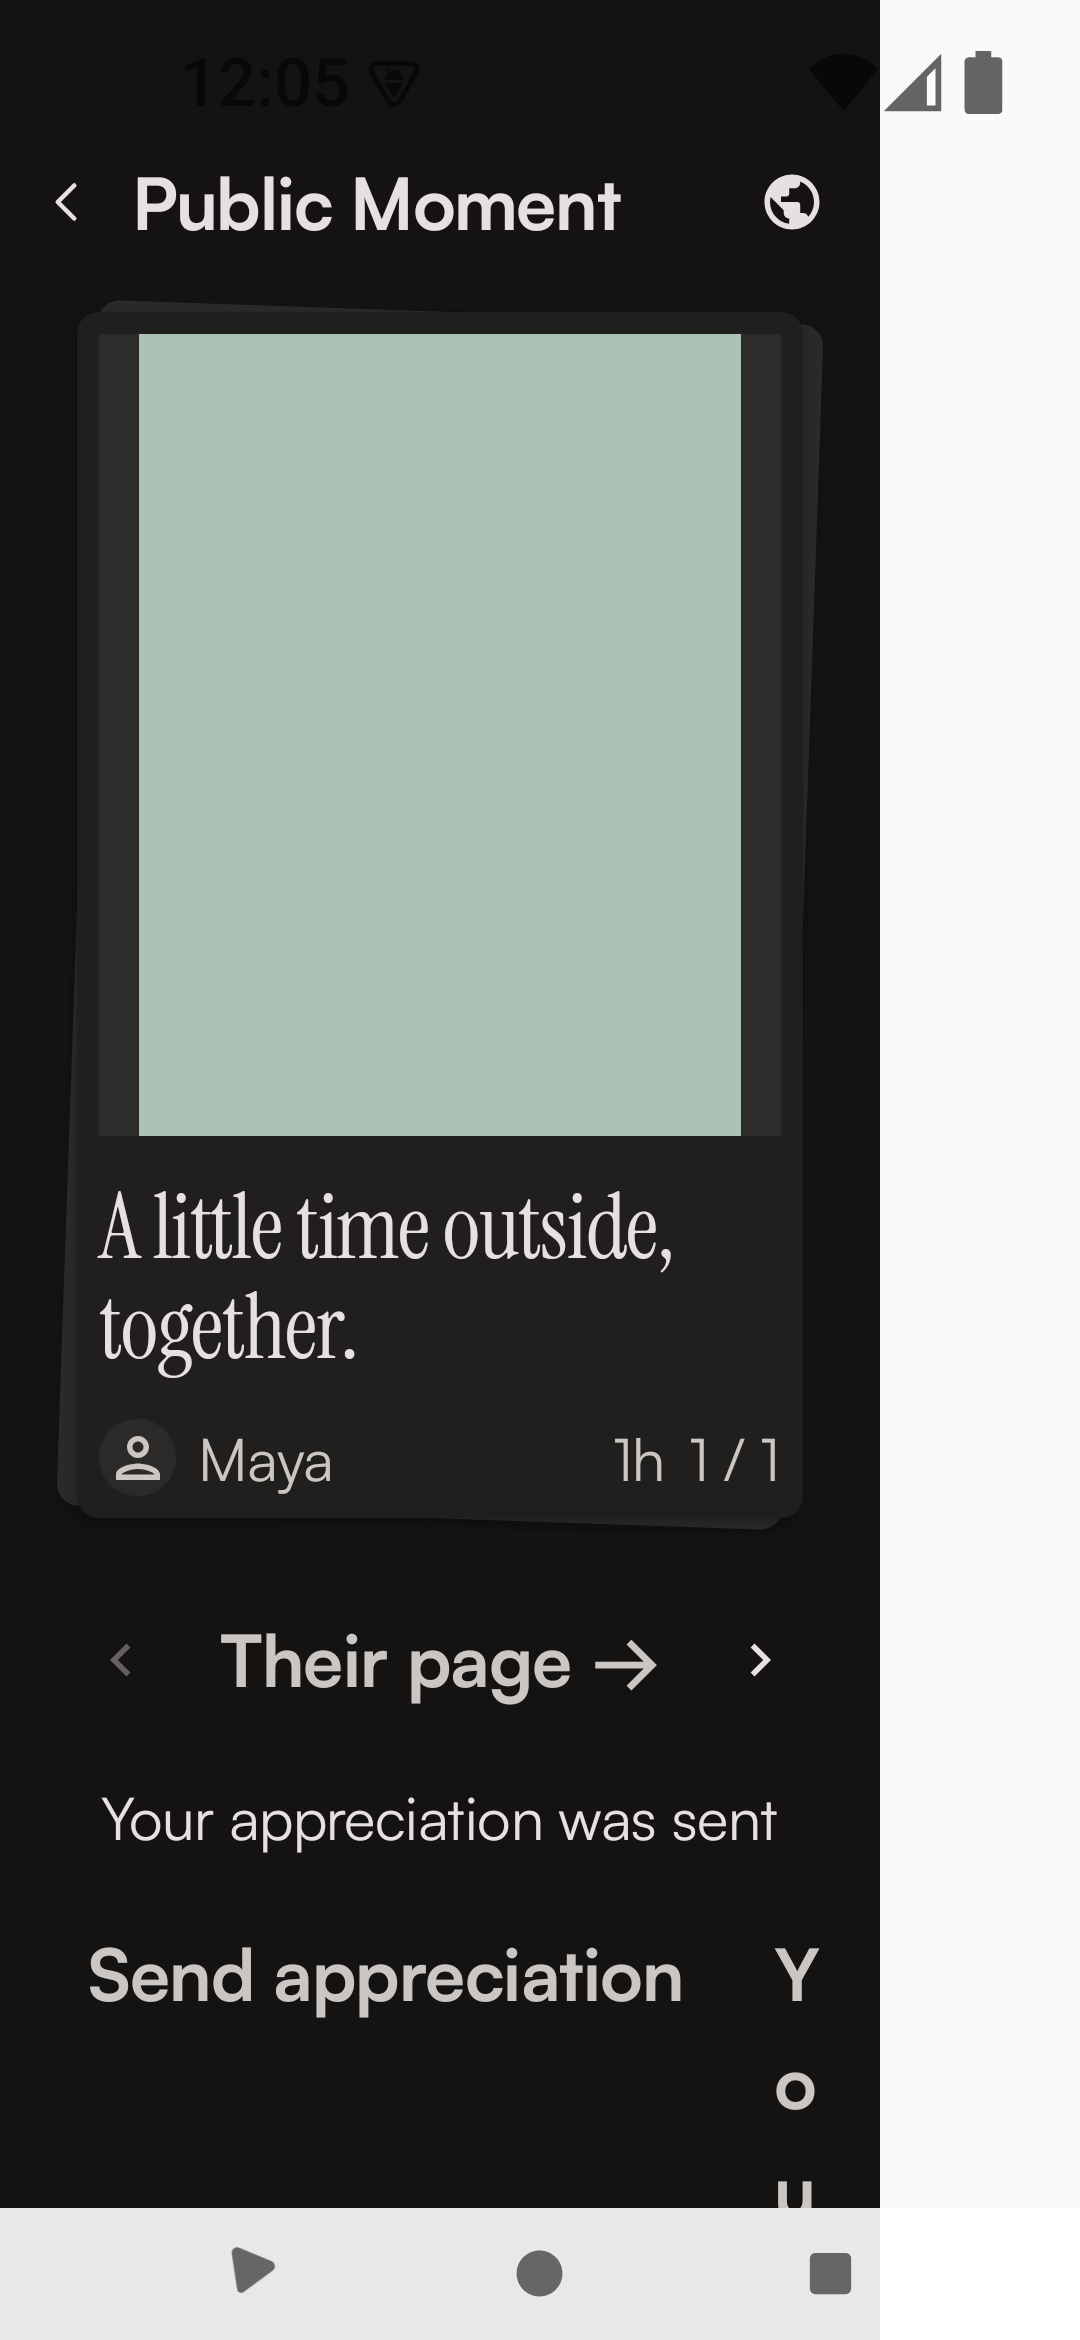 12:05
Public Moment
A little time outside,
together.
Maya 1h 1 / 1
Their page →
Your appreciation was sent
Send appreciation Y
o
u